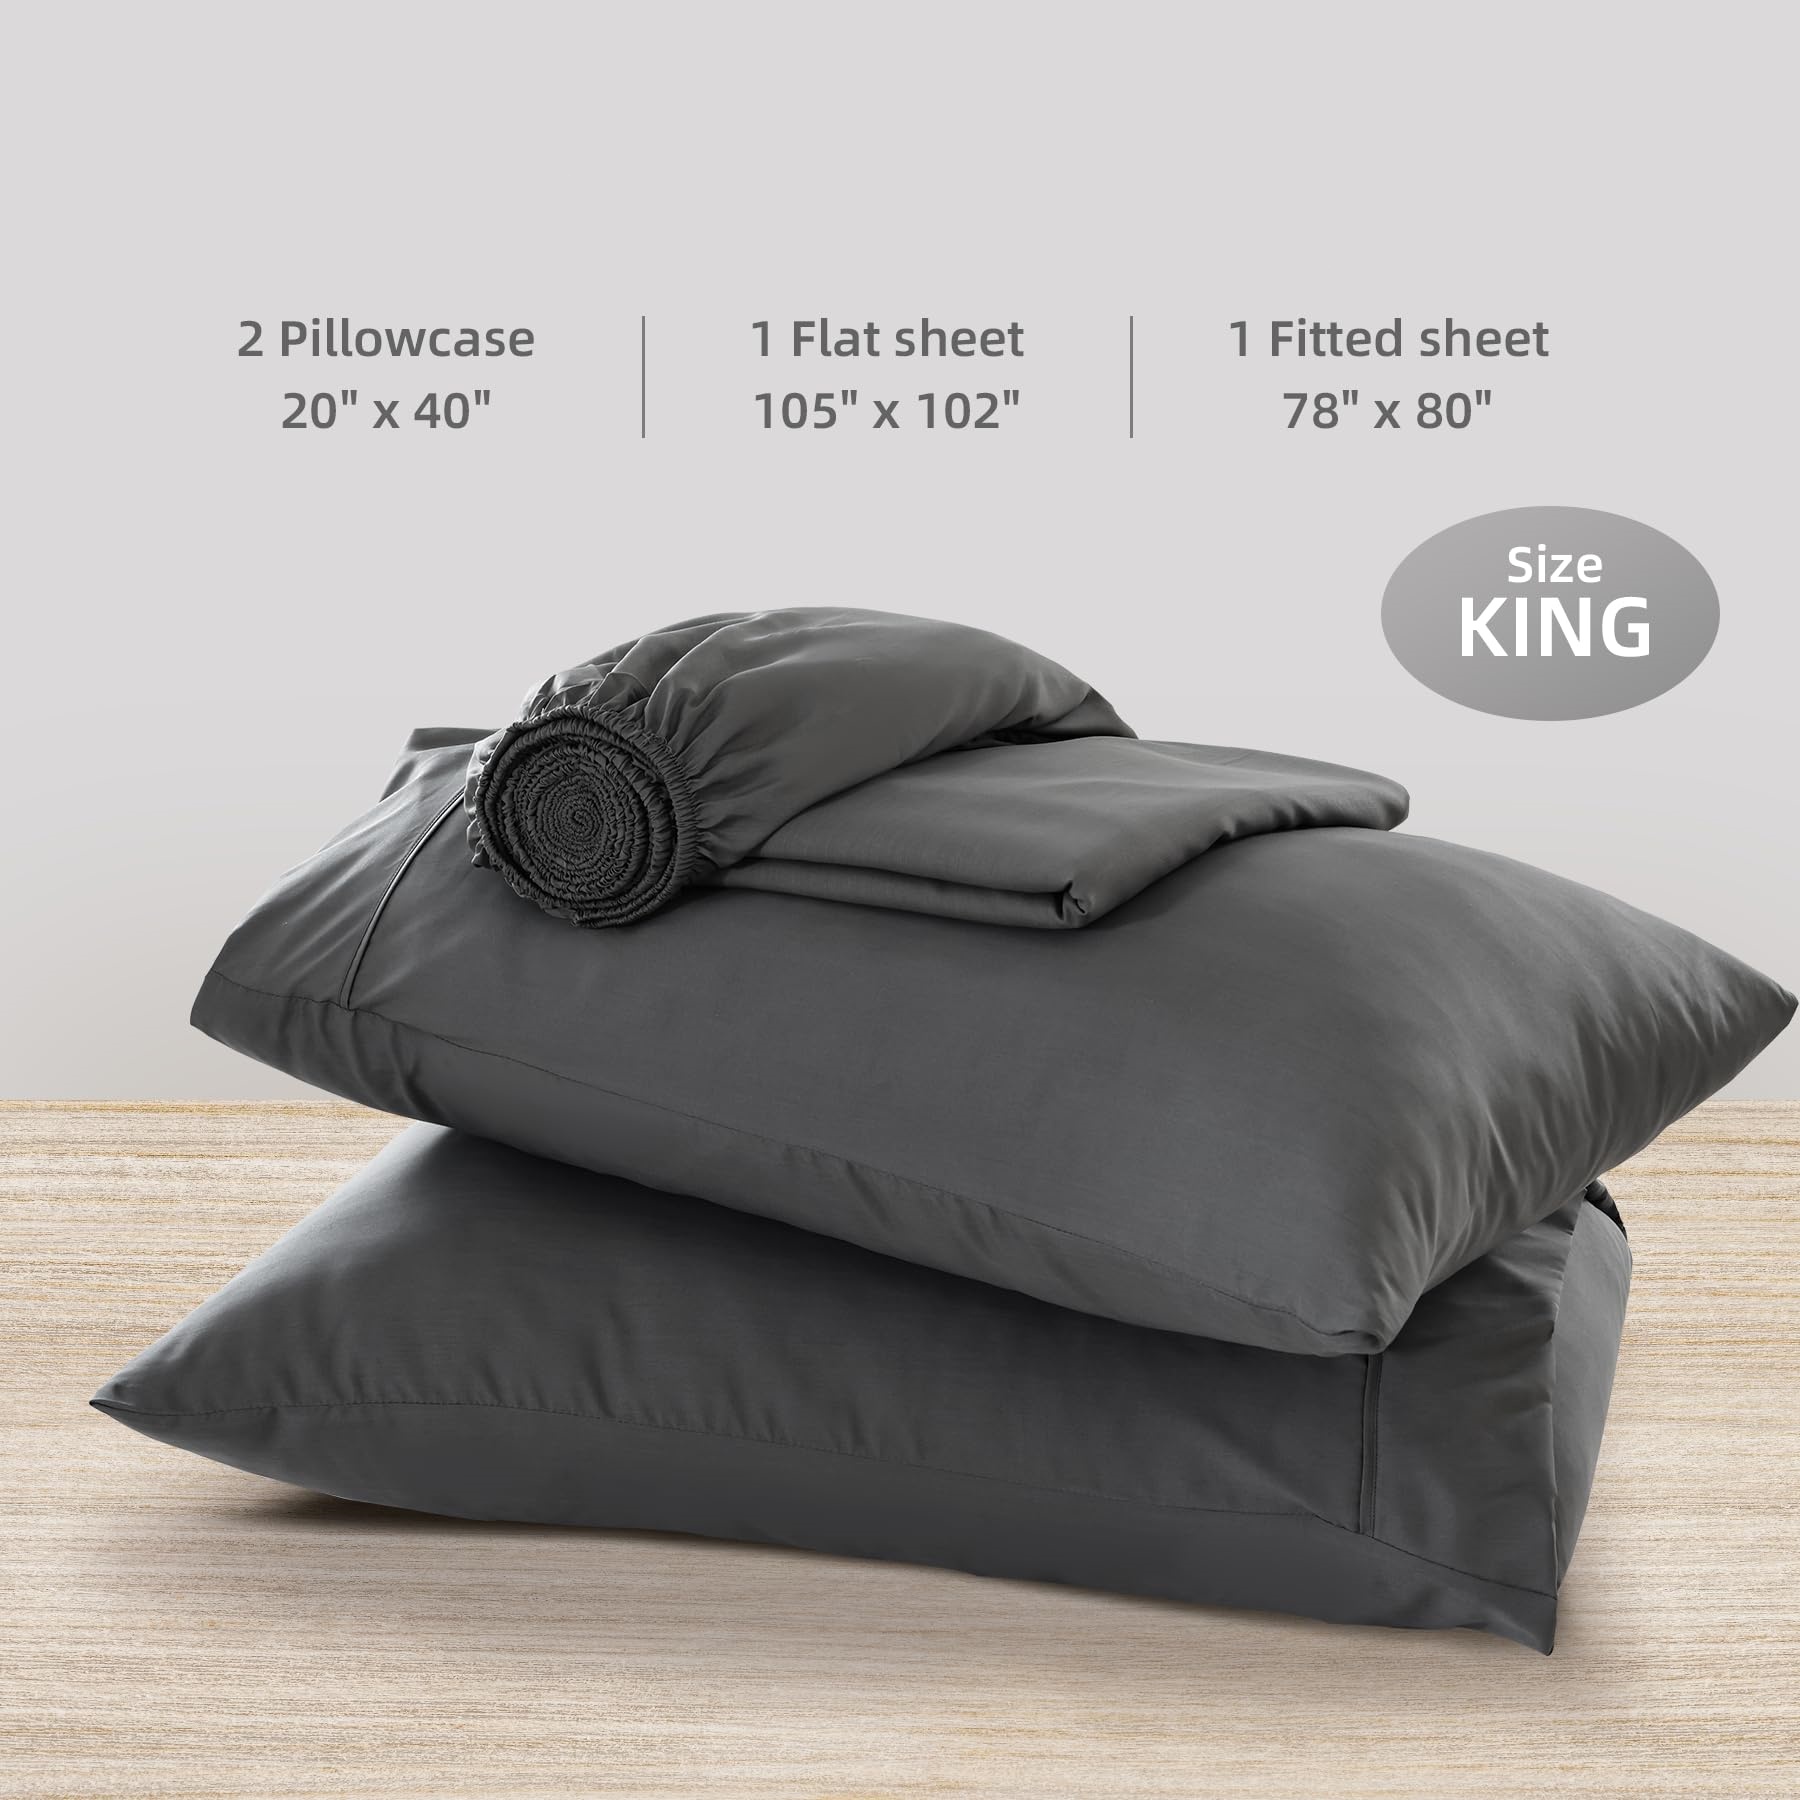 2 Pillowcase
20" x 40"
1 Flat sheet
105" x 102"
1 Fitted sheet
78" x 80"
Size
KING